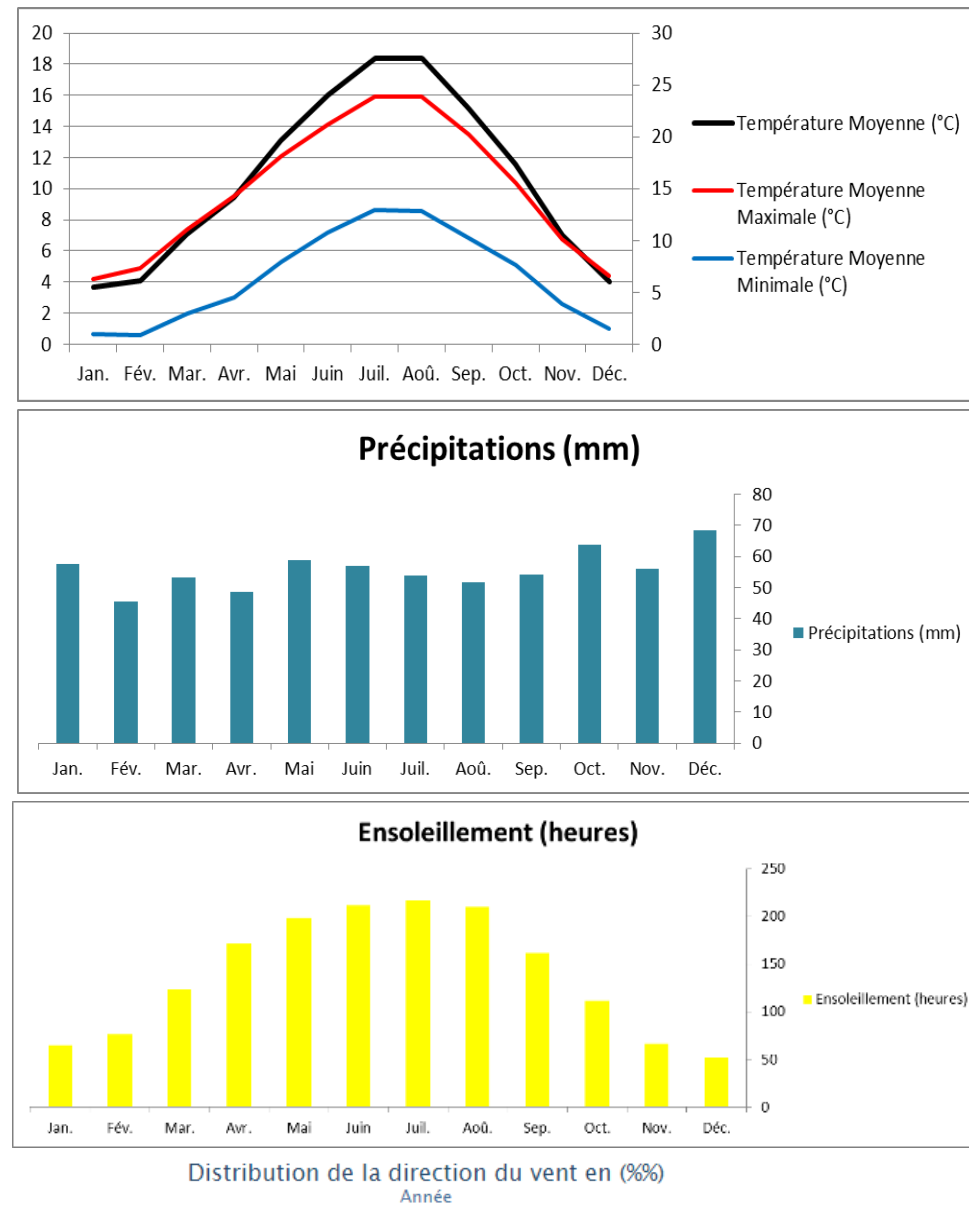 20
18
16
14
12
10
8
6
4
2
0
30
25
20
15
10
5
0
Température Moyenne (°C)
Température Moyenne
Maximale (°C)
Température Moyenne
Minimale (°C)
Jan. Fév. Mar. Avr. Mai Juin Juil. Aoû. Sep. Oct. Nov. Déc.
Précipitations (mm)
80
70
60
50
40
30
20
10
0
Précipitations (mm)
Jan. Fév. Mar. Avr. Mai Juin Juil. Aoû. Sep. Oct. Nov. Déc.
Ensoleillement (heures)
250
200
150
100
50
0
Ensoleillement (heures)
Jan. Fév. Mar. Avr. Mai Juin Juil. Aoû. Sep. Oct. Nov. Déc.
Distribution de la direction du vent en (%%)
Année